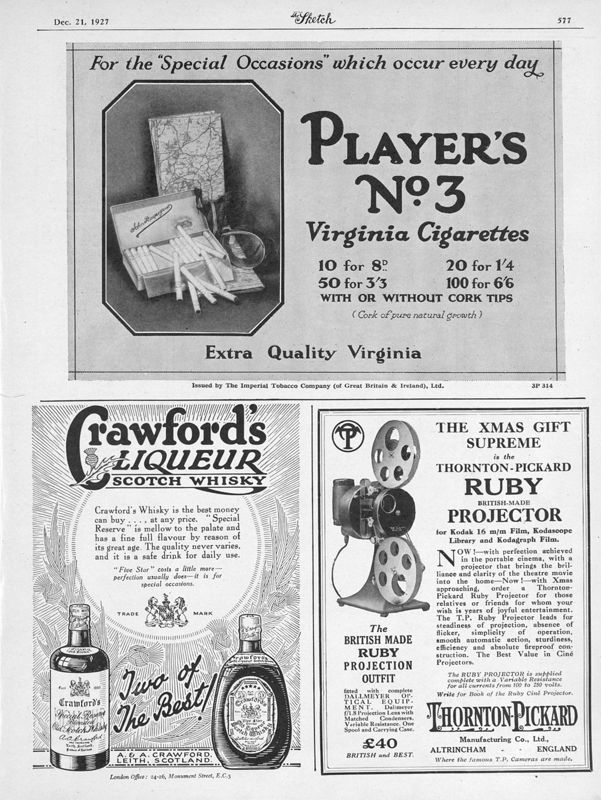 Dec. 21, 1927
The Sketch
577
For the "Special Occasions" which occur every day
PLAYER'S
No 3
Virginia Cigarettes
10 for 8D.
20 for 1/4
50 for 3/3
100 for 6/6
WITH OR WITHOUT CORK TIPS
(Cork of pure natural growth)
Extra Quality Virginia
Issued by The Imperial Tobacco Company (of Great Britain & Ireland), Ltd.
3P 314
Crawford's
LIQUEUR
SCOTCH WHISKY
Crawford's Whisky is the best money
can buy . . . , at any price. "Special
Reserve" is mellow to the palate and
has a fine full flavour by reason of
its great age. The quality never varies,
and it is a safe drink for daily use.
"Five Star" costs a little more—
perfection usually does—it is for
special occasions.
TRADE
MARK
Crawford's
Special Reserve
Old Scotch Whisky
Two of
The Best!
Crawford's
A. & A. CRAWFORD,
LEITH, SCOTLAND.
London Office: 24-26, Monument Street, E.C.3
TP
THE XMAS GIFT
SUPREME
is the
THORNTON-PICKARD
RUBY
BRITISH-MADE
PROJECTOR
for Kodak 16 m/m Film, Kodascope
Library and Kodagraph Film.
NOW!—with perfection achieved
in the portable cinema, with a
projector that brings the bril-
liance and clarity of the theatre movie
into the home—Now!—with Xmas
approaching, order a Thornton-
Pickard Ruby Projector for those
relatives or friends for whom your
wish is years of joyful entertainment.
The T.P. Ruby Projector leads for
steadiness of projection, absence of
flicker, simplicity of operation,
smooth automatic action, sturdiness,
efficiency and absolute fireproof con-
struction. The Best Value in Ciné
Projectors.
The RUBY PROJECTOR is supplied
complete with a Variable Resistance
for all currents from 100 to 250 volts.
Write for Book of the Ruby Ciné Projector.
The
BRITISH MADE
RUBY
PROJECTION
OUTFIT
fitted with complete
DALLMEYER OP-
TICAL EQUIP-
MENT. Dallmeyer
f1.8 Projection Lens with
Matched Condensers,
Variable Resistance. One
Spool and Carrying Case.
£40
BRITISH and BEST.
THORNTON-PICKARD
Manufacturing Co., Ltd.,
ALTRINCHAM - ENGLAND
Where the famous T.P. Cameras are made.